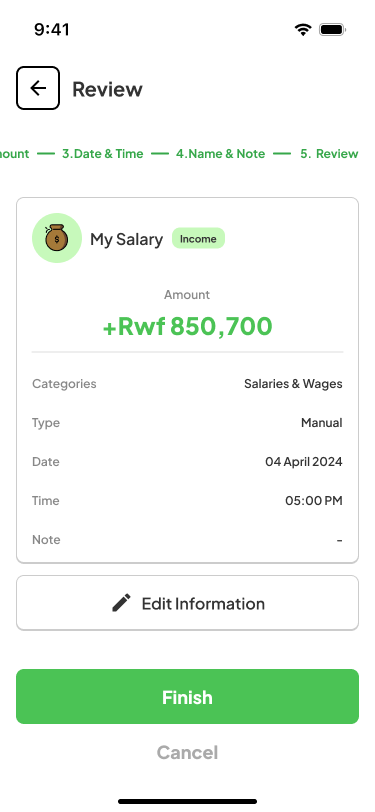 9:41
Review
ount — 3.Date & Time — 4.Name & Note — 5. Review
My Salary Income
Amount
+Rwf 850,700
Categories Salaries & Wages
Type Manual
Date 04 April 2024
Time 05:00 PM
Note -
Edit Information
Finish
Cancel